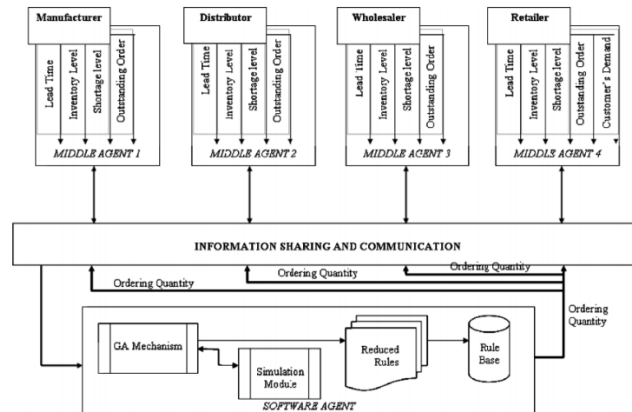 Manufacturer
Distributor
Wholesaler
Retailer
Lead Time
Inventory Level
Shortage level
Outstanding Order
Lead Time
Inventory Level
Shortage level
Outstanding Order
Lead Time
Inventory Level
Shortage level
Outstanding Order
Lead Time
Inventory Level
Shortage level
Outstanding Order
Customer's Demand
MIDDLE AGENT 1
MIDDLE AGENT 2
MIDDLE AGENT 3
MIDDLE AGENT 4
INFORMATION SHARING AND COMMUNICATION
Ordering Quantity
Ordering Quantity
Ordering Quantity
Ordering
Quantity
GA Mechanism
Simulation
Module
Reduced
Rules
Rule
Base
SOFTWARE AGENT